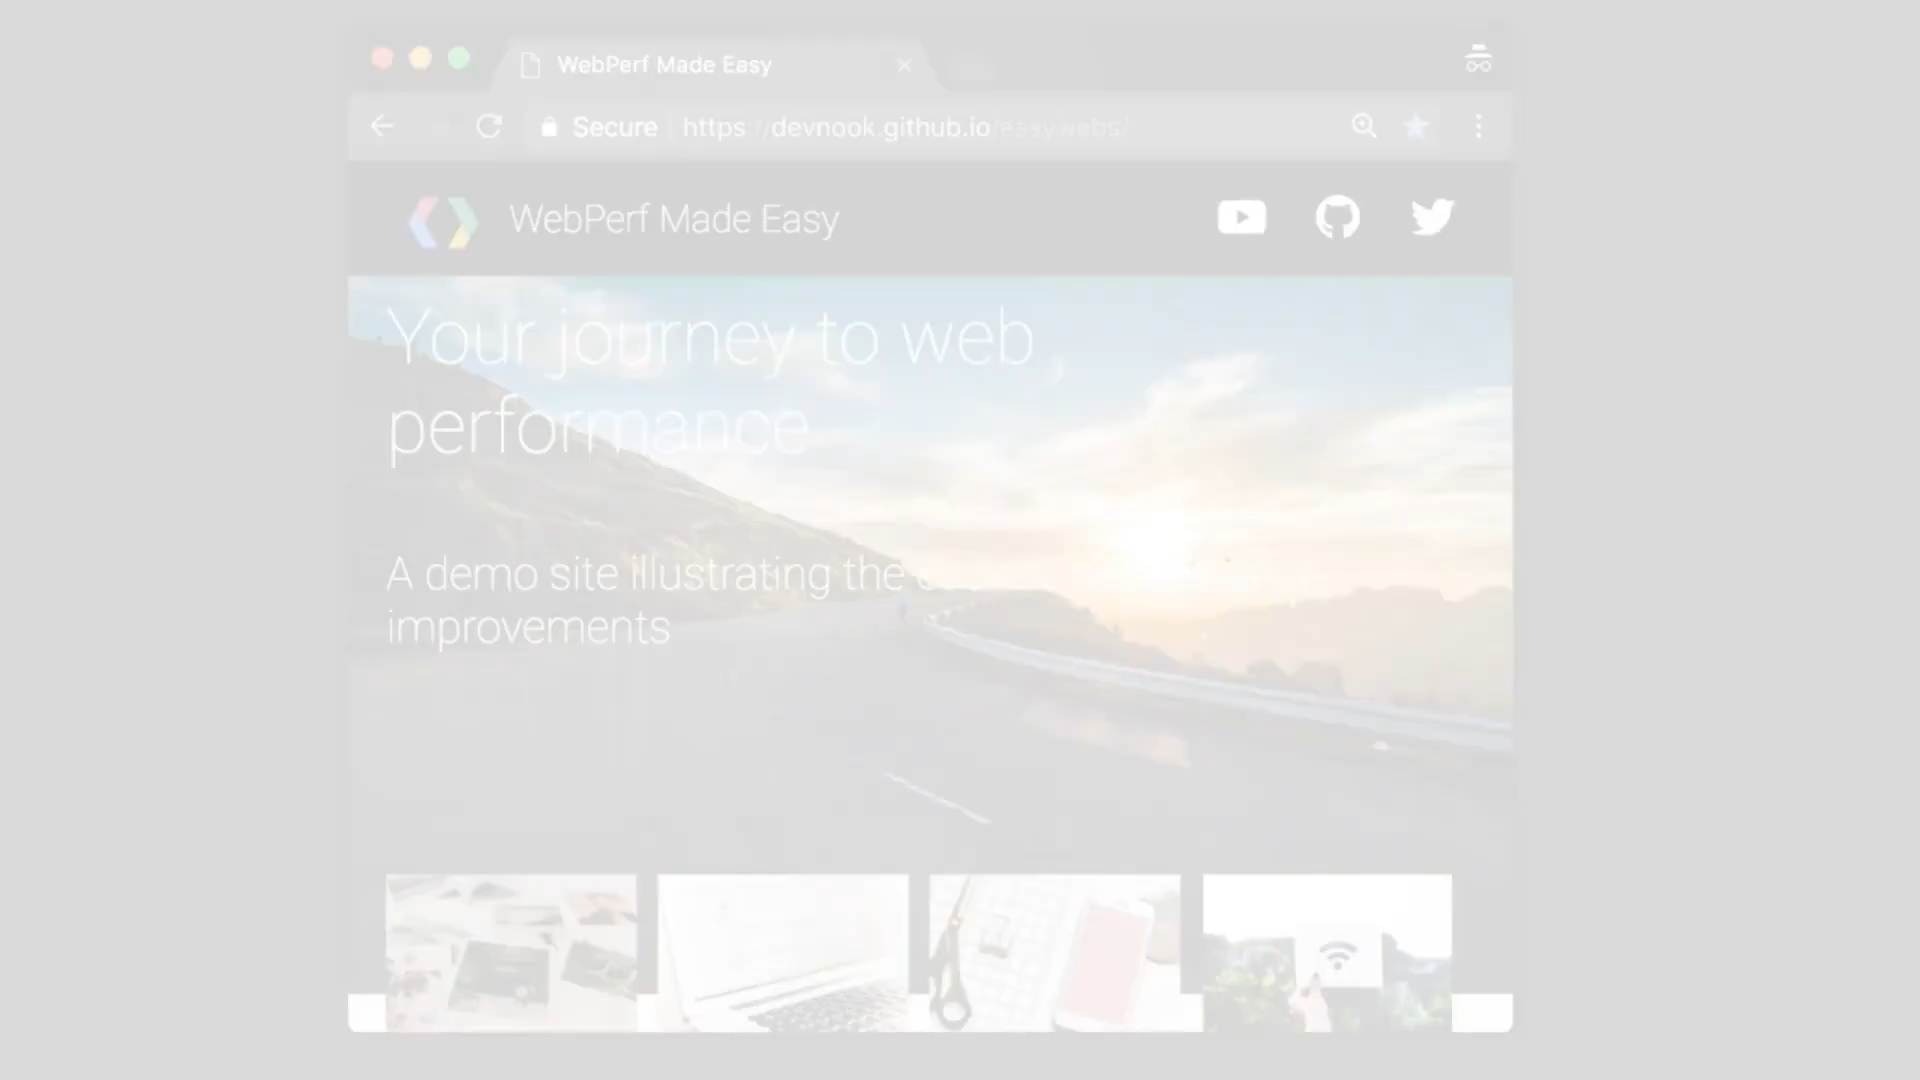 WebPerf Made Easy
Secure https://devnook.github.io/easywebs/
WebPerf Made Easy
Your journey to web
performance
A demo site illustrating the
improvements